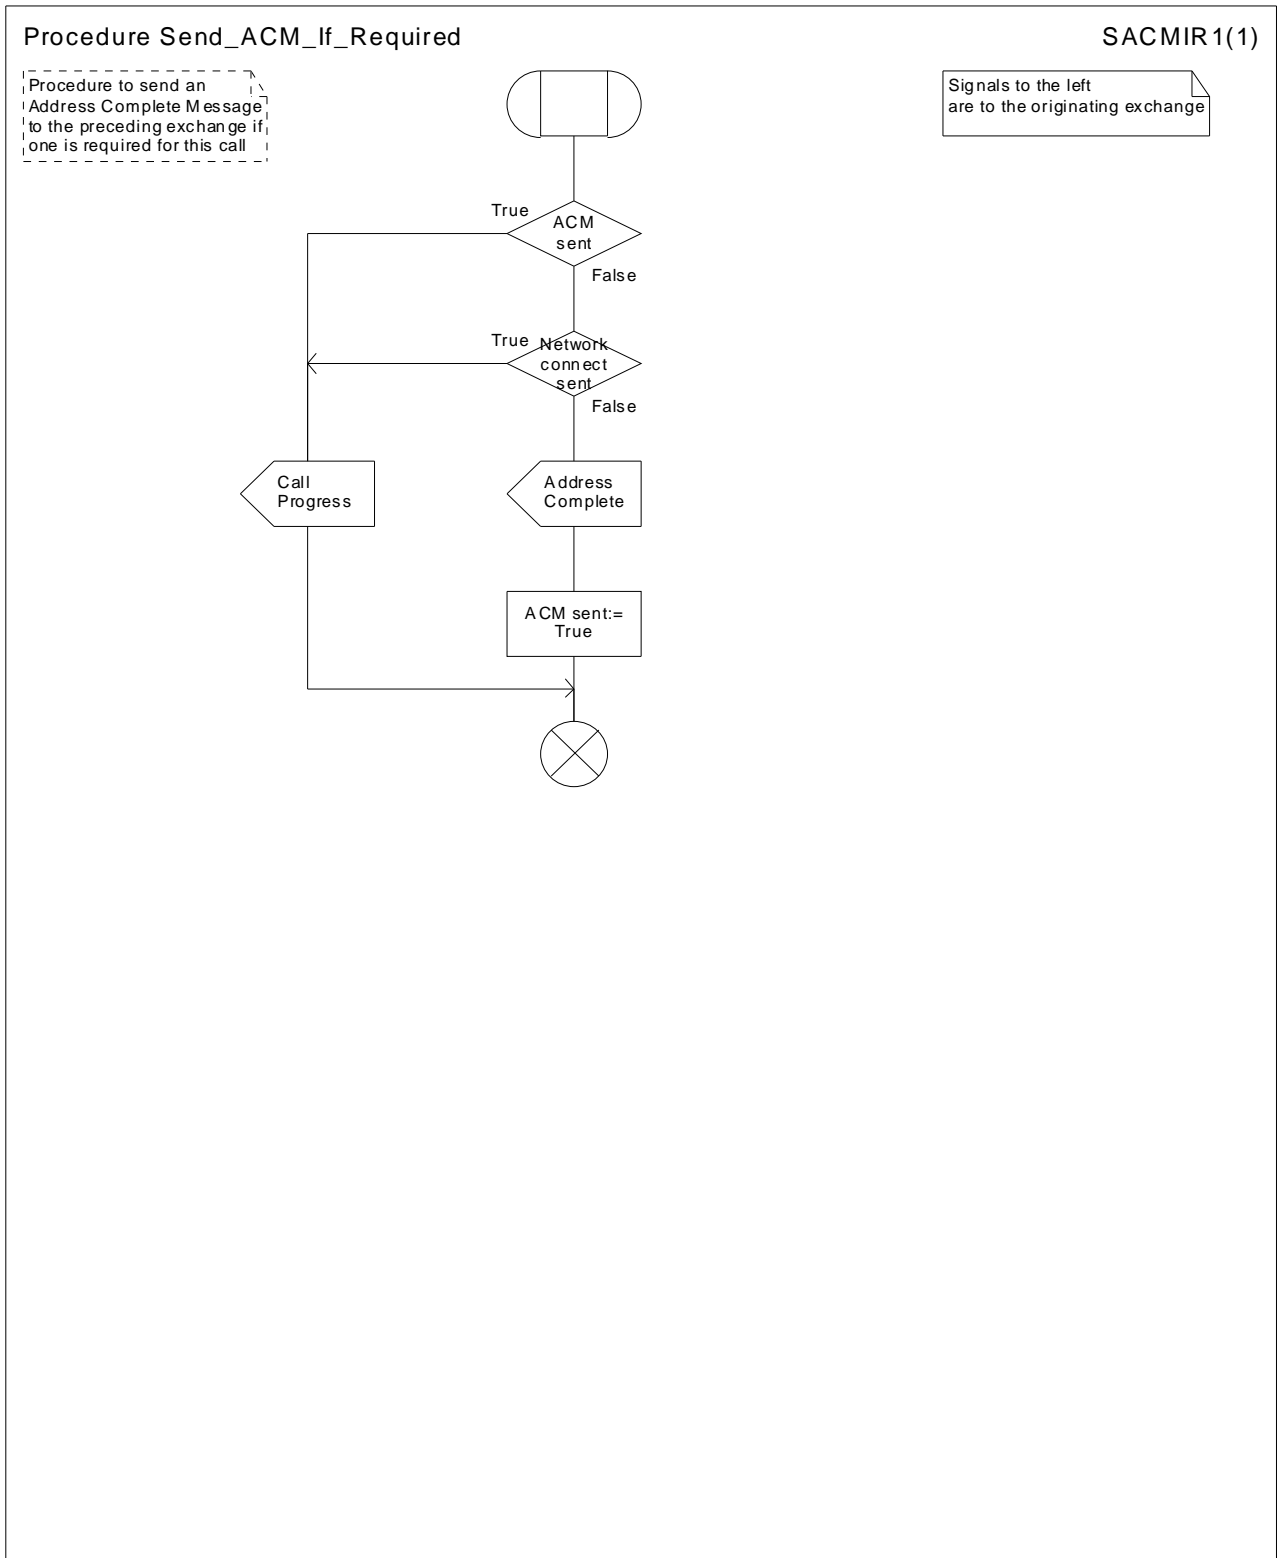 Procedure Send_ACM_If_Required
SACMIR1(1)
Procedure to send an
Address Complete Message
to the preceding exchange if
one is required for this call
Signals to the left
are to the originating exchange
True
ACM
sent
False
True
Network
connect
sent
False
Call
Progress
Address
Complete
ACM sent:=
True